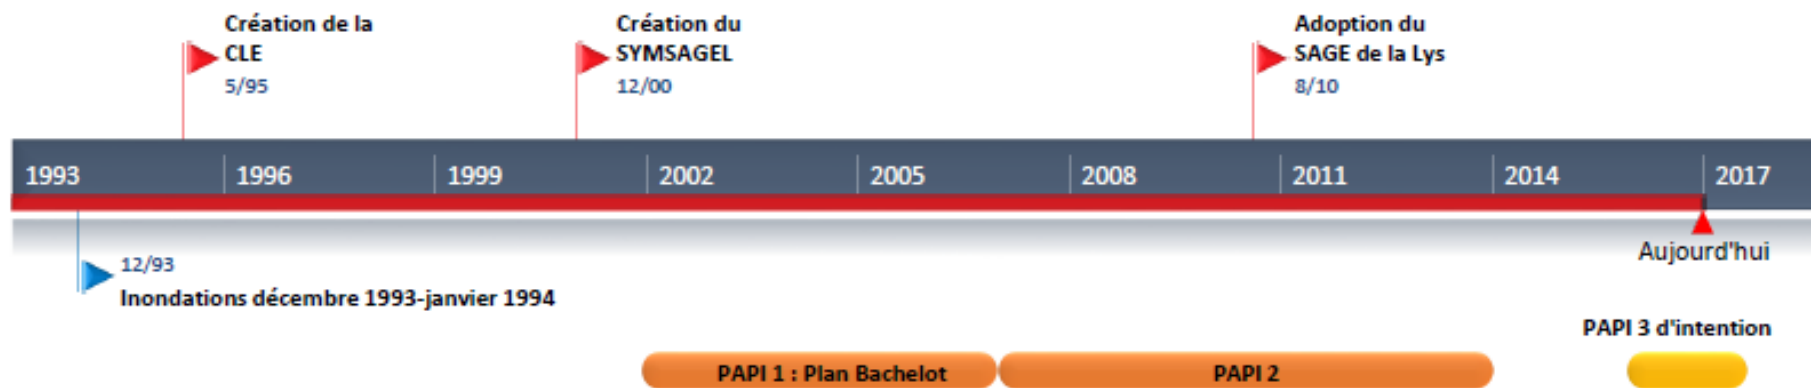 Création de la
CLE
5/95
Création du
SYMSAGEL
12/00
Adoption du
SAGE de la Lys
8/10
1993
1996
1999
2002
2005
2008
2011
2014
2017
Aujourd'hui
12/93
Inondations décembre 1993-janvier 1994
PAPI 3 d'intention
PAPI 1 : Plan Bachelot
PAPI 2